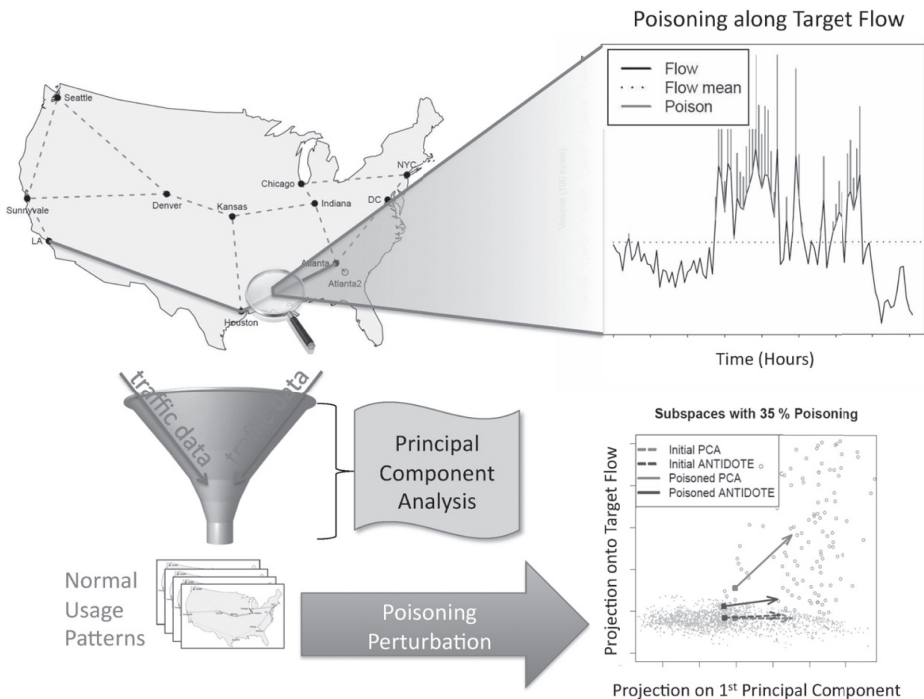 Poisoning along Target Flow
Flow
Flow mean
Poison
Time (Hours)
Seattle
Sunnyvale
LA
Denver
Kansas
Chicago
Indiana
NYC
DC
Atlanta
Atlanta2
Houston
traffic data
traffic data
Principal
Component
Analysis
Normal
Usage
Patterns
Poisoning
Perturbation
Subspaces with 35 % Poisoning
Initial PCA
Initial ANTIDOTE
Poisoned PCA
Poisoned ANTIDOTE
Projection onto Target Flow
Projection on 1st Principal Component